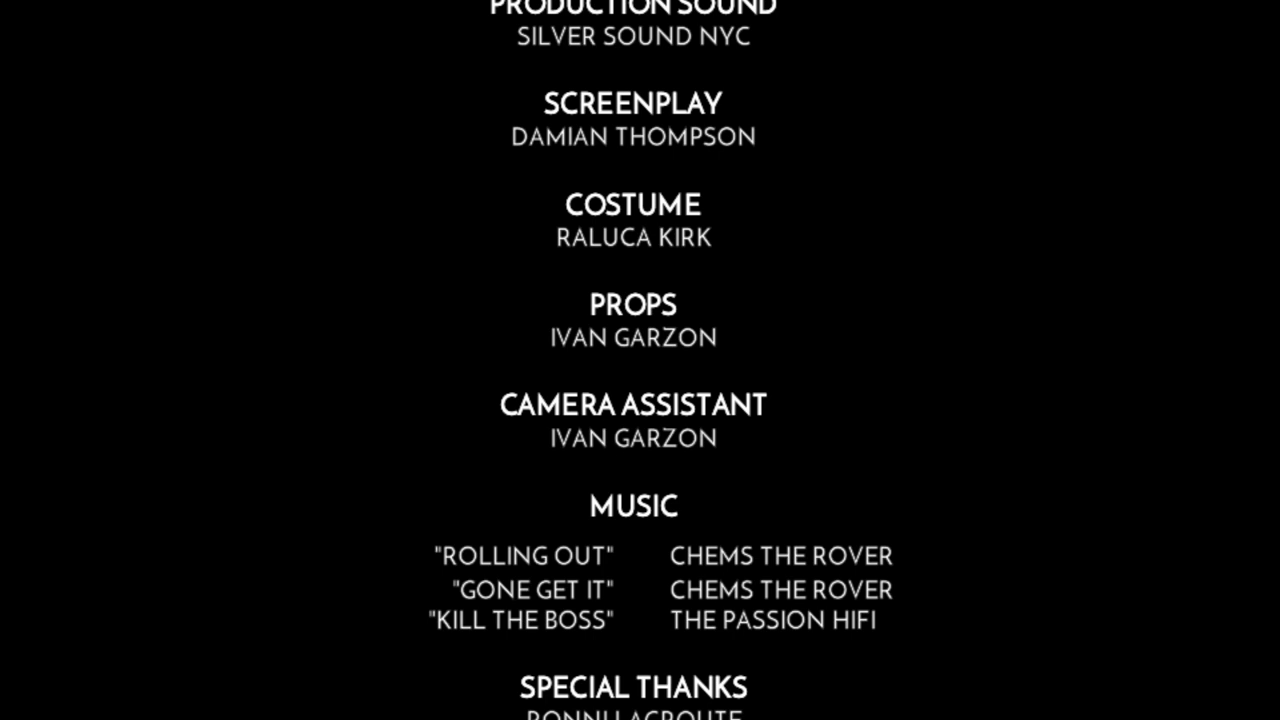 PRODUCTION SOUND
SILVER SOUND NYC
SCREENPLAY
DAMIAN THOMPSON
COSTUME
RALUCA KIRK
PROPS
IVAN GARZON
CAMERA ASSISTANT
IVAN GARZON
MUSIC
"ROLLING OUT" CHEMS THE ROVER
"GONE GET IT" CHEMS THE ROVER
"KILL THE BOSS" THE PASSION HIFI
SPECIAL THANKS